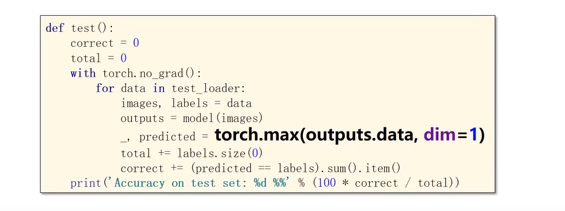 def test():
correct = 0
total = 0
with torch.no_grad():
for data in test_loader:
images, labels = data
outputs = model(images)
_, predicted = torch.max(outputs.data, dim=1)
total += labels.size(0)
correct += (predicted == labels).sum().item()
print('Accuracy on test set: %d %%' % (100 * correct / total))